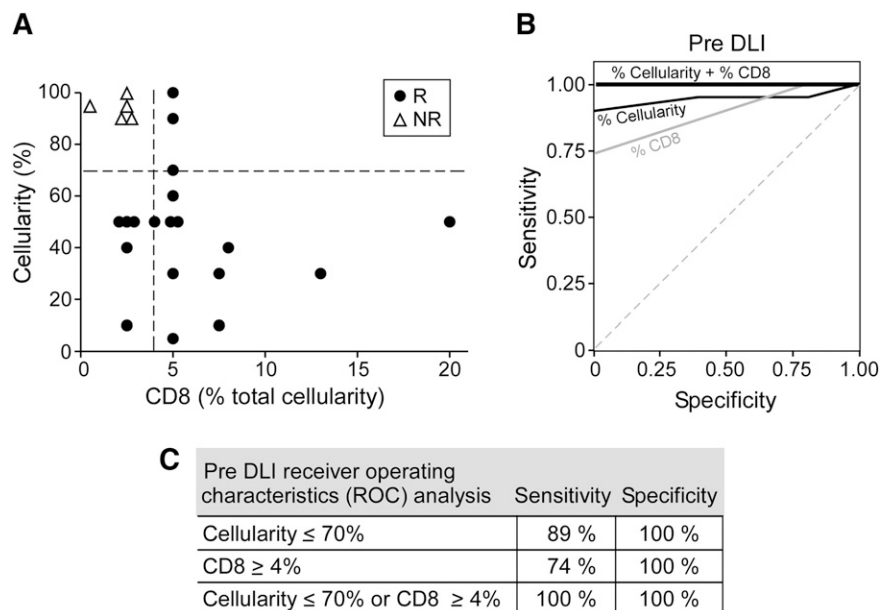 A
Cellularity (%)
100
80
60
40
20
0
0 5 10 15 20
CD8 (% total cellularity)
R
NR
B
Pre DLI
% Cellularity + % CD8
% Cellularity
% CD8
Sensitivity
1.00
0.75
0.50
0.25
0
0 0.25 0.50 0.75 1.00
Specificity
C
Pre DLI receiver operating
characteristics (ROC) analysis Sensitivity Specificity
Cellularity ≤ 70% 89 % 100 %
CD8 ≥ 4% 74 % 100 %
Cellularity ≤ 70% or CD8 ≥ 4% 100 % 100 %